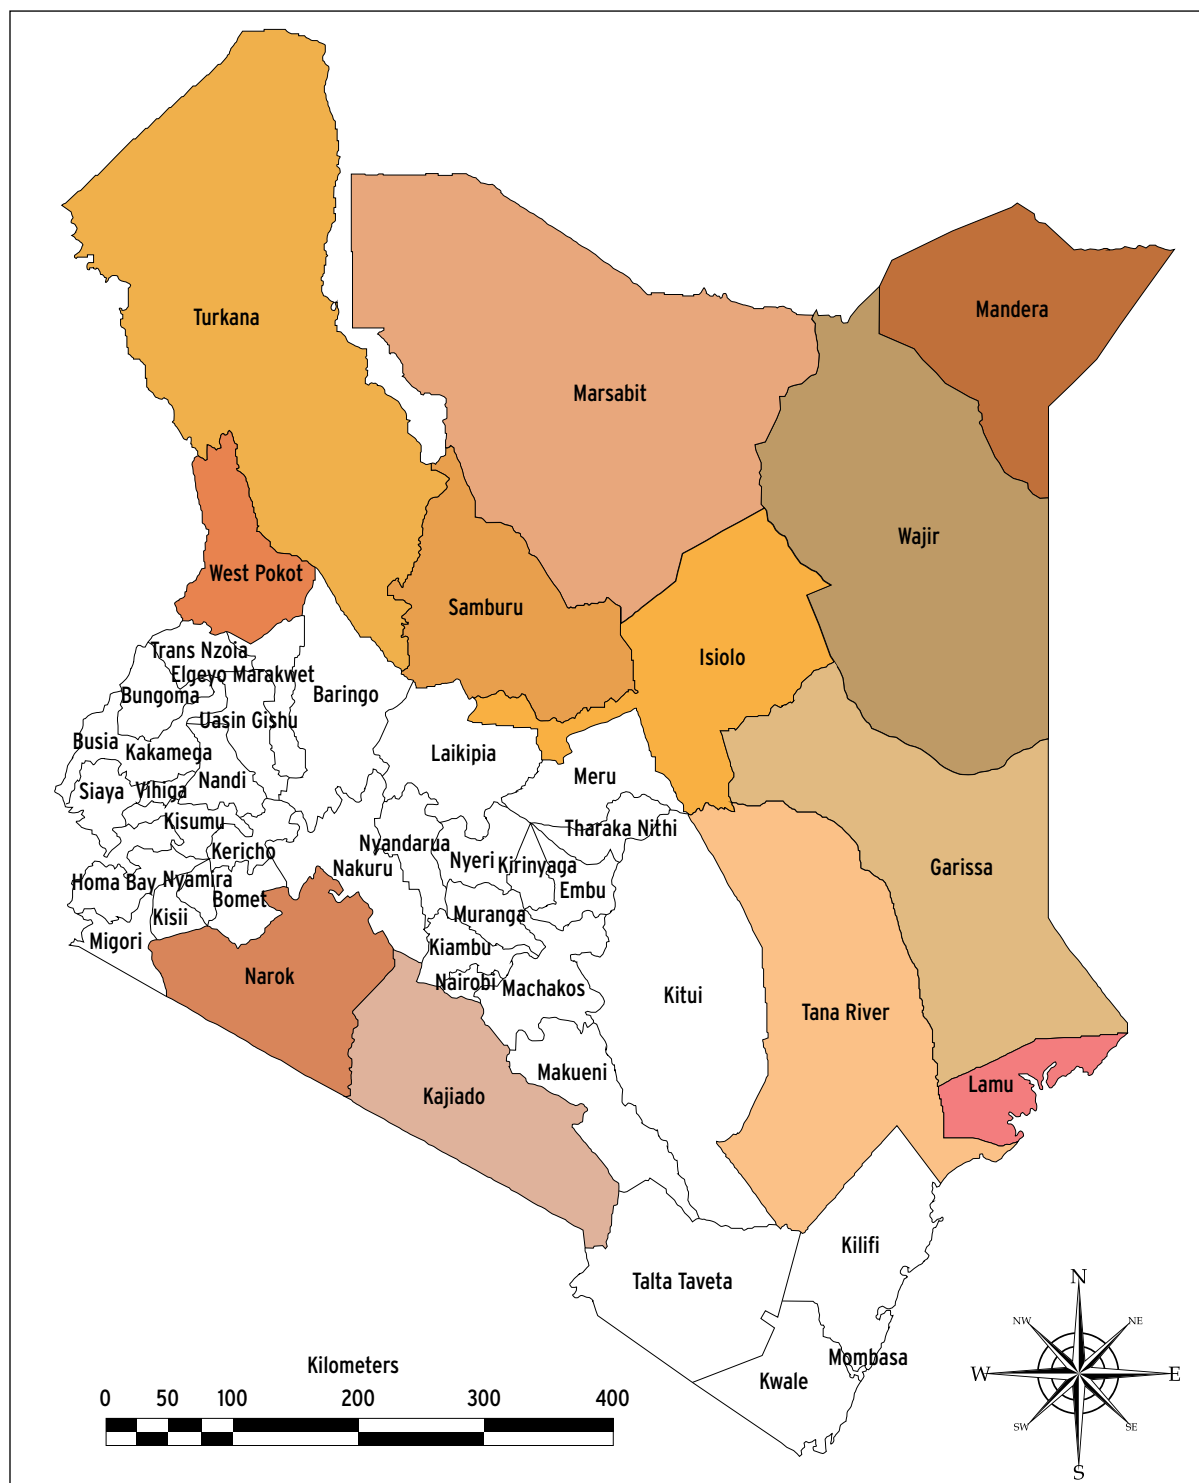 Turkana
Mandera
Marsabit
Wajir
West Pokot
Samburu
Isiolo
Trans Nzoia
Elgeyo Marakwet
Bungoma
Baringo
Uasin Gishu
Busia
Kakamega
Laikipia
Meru
Siaya
Vihiga
Nandi
Kisumu
Tharaka Nithi
Kericho
Nyandarua
Nyeri
Kirinyaga
Nakuru
Garissa
Homa Bay
Nyamira
Bomet
Embu
Kisii
Muranga
Migori
Kiambu
Narok
Nairobi
Machakos
Kitui
Tana River
Makueni
Lamu
Kajiado
Kilifi
Talta Taveta
Mombasa
Kwale
Kilometers
0 50 100 200 300 400
N
NW NE
W E
SW SE
S